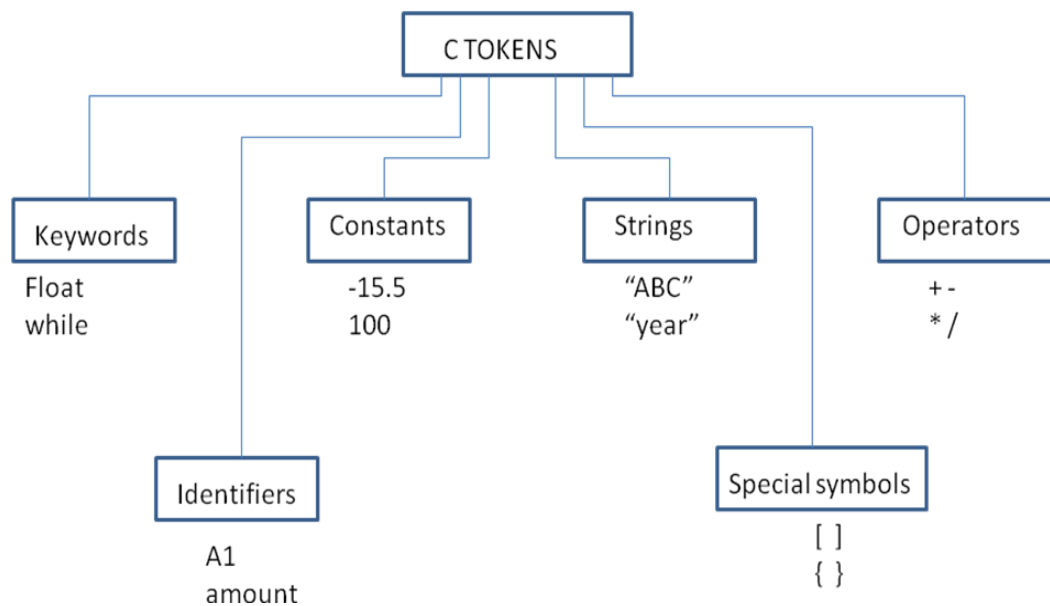 C TOKENS
Keywords
Float
while
Constants
-15.5
100
Strings
“ABC”
“year”
Operators
+ -
* /
Identifiers
A1
amount
Special symbols
[ ]
{ }